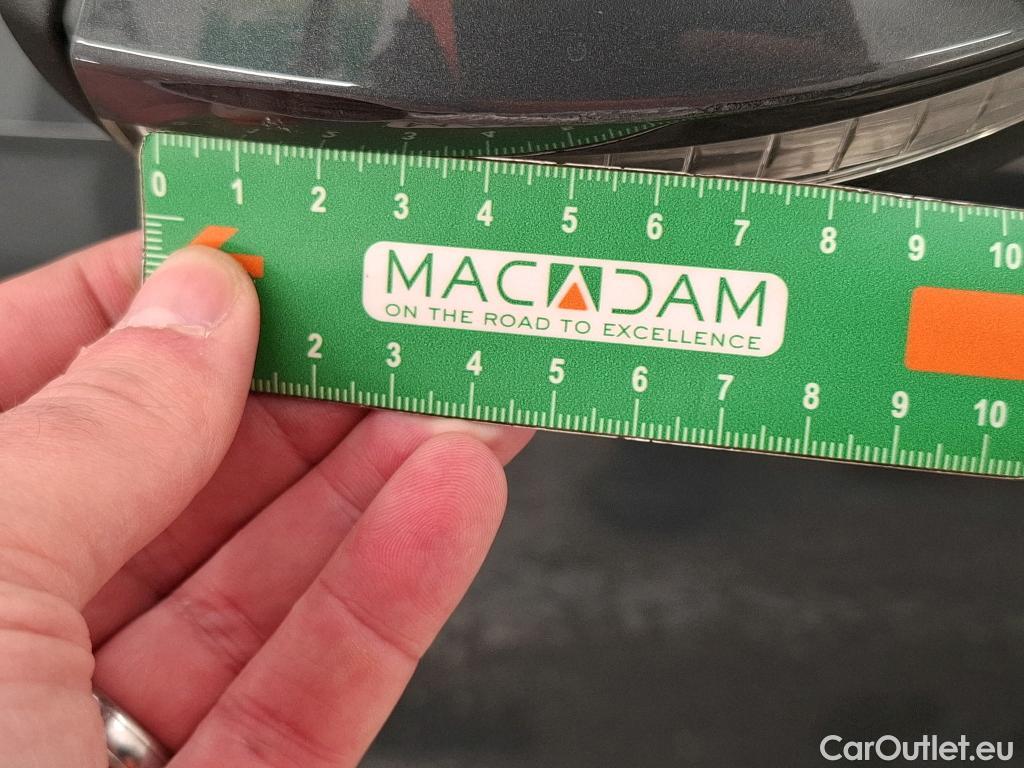 0 1 2 3 4 5 6 7 8 9 10
MACADAM
ON THE ROAD TO EXCELLENCE
2 3 4 5 6 7 8 9 10
CarOutlet.eu